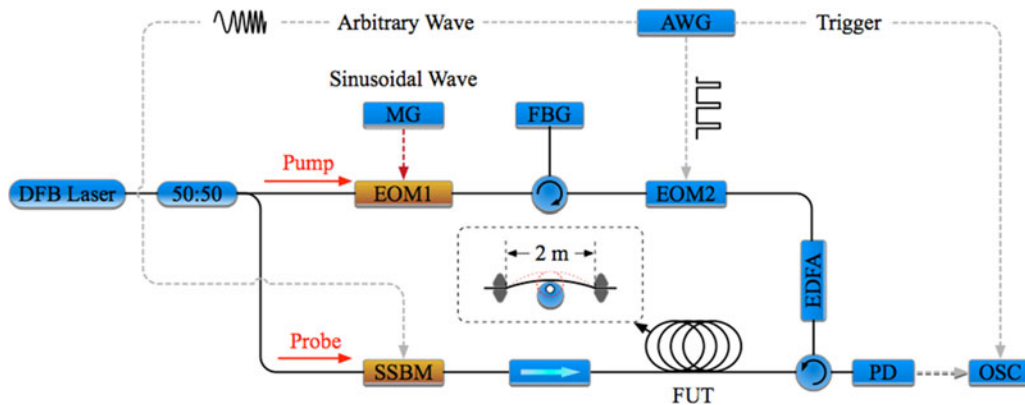 Arbitrary Wave
AWG
Trigger
Sinusoidal Wave
MG
FBG
Pump
DFB Laser
50:50
EOM1
EOM2
2 m
EDFA
Probe
SSBM
FUT
PD
OSC